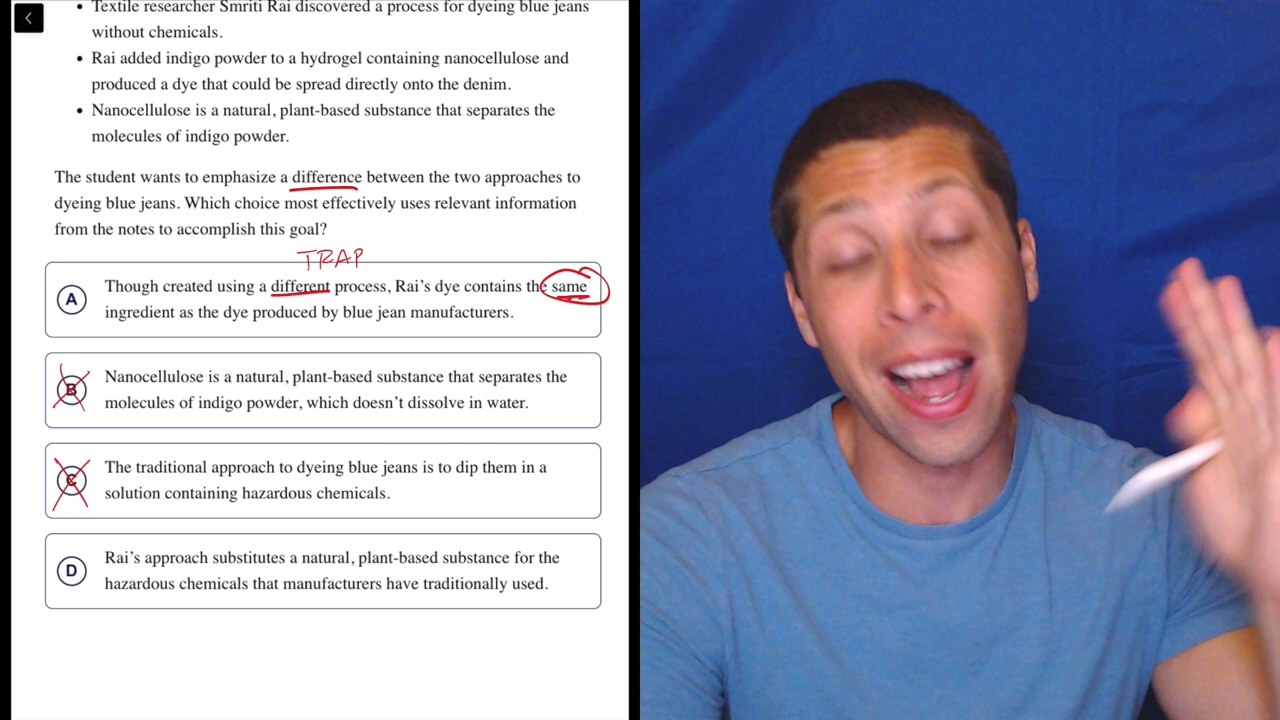 • Textile researcher Smriti Rai discovered a process for dyeing blue jeans
without chemicals.
• Rai added indigo powder to a hydrogel containing nanocellulose and
produced a dye that could be spread directly onto the denim.
• Nanocellulose is a natural, plant-based substance that separates the
molecules of indigo powder.
The student wants to emphasize a difference between the two approaches to
dyeing blue jeans. Which choice most effectively uses relevant information
from the notes to accomplish this goal?
TRAP
A Though created using a different process, Rai's dye contains the same
ingredient as the dye produced by blue jean manufacturers.
B Nanocellulose is a natural, plant-based substance that separates the
molecules of indigo powder, which doesn't dissolve in water.
C The traditional approach to dyeing blue jeans is to dip them in a
solution containing hazardous chemicals.
D Rai's approach substitutes a natural, plant-based substance for the
hazardous chemicals that manufacturers have traditionally used.